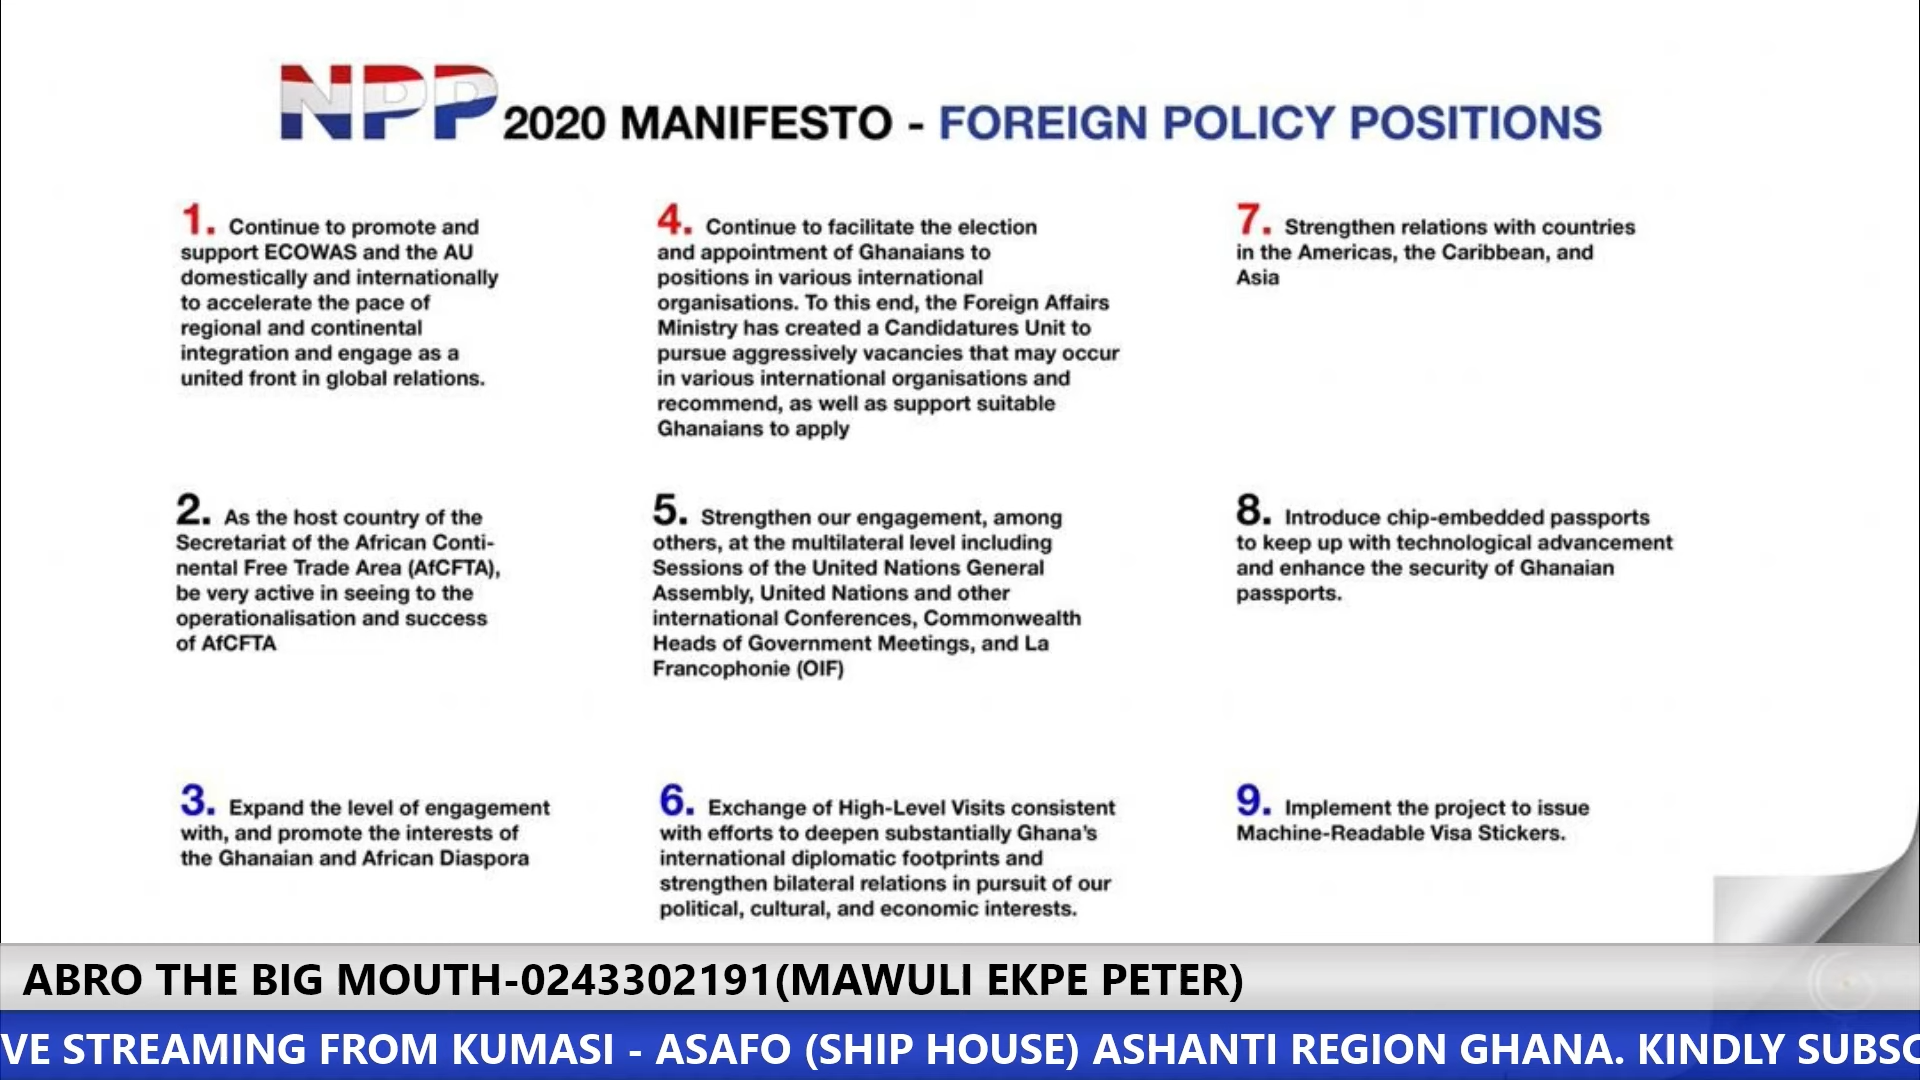 NPP 2020 MANIFESTO - FOREIGN POLICY POSITIONS
1. Continue to promote and
support ECOWAS and the AU
domestically and internationally
to accelerate the pace of
regional and continental
integration and engage as a
united front in global relations.
2. As the host country of the
Secretariat of the African Conti-
nental Free Trade Area (AfCFTA),
be very active in seeing to the
operationalisation and success
of AfCFTA
3. Expand the level of engagement
with, and promote the interests of
the Ghanaian and African Diaspora
4. Continue to facilitate the election
and appointment of Ghanaians to
positions in various international
organisations. To this end, the Foreign Affairs
Ministry has created a Candidatures Unit to
pursue aggressively vacancies that may occur
in various international organisations and
recommend, as well as support suitable
Ghanaians to apply
5. Strengthen our engagement, among
others, at the multilateral level including
Sessions of the United Nations General
Assembly, United Nations and other
international Conferences, Commonwealth
Heads of Government Meetings, and La
Francophonie (OIF)
6. Exchange of High-Level Visits consistent
with efforts to deepen substantially Ghana's
international diplomatic footprints and
strengthen bilateral relations in pursuit of our
political, cultural, and economic interests.
7. Strengthen relations with countries
in the Americas, the Caribbean, and
Asia
8. Introduce chip-embedded passports
to keep up with technological advancement
and enhance the security of Ghanaian
passports.
9. Implement the project to issue
Machine-Readable Visa Stickers.
ABRO THE BIG MOUTH-0243302191(MAWULI EKPE PETER)
VE STREAMING FROM KUMASI - ASAFO (SHIP HOUSE) ASHANTI REGION GHANA. KINDLY SUBSC